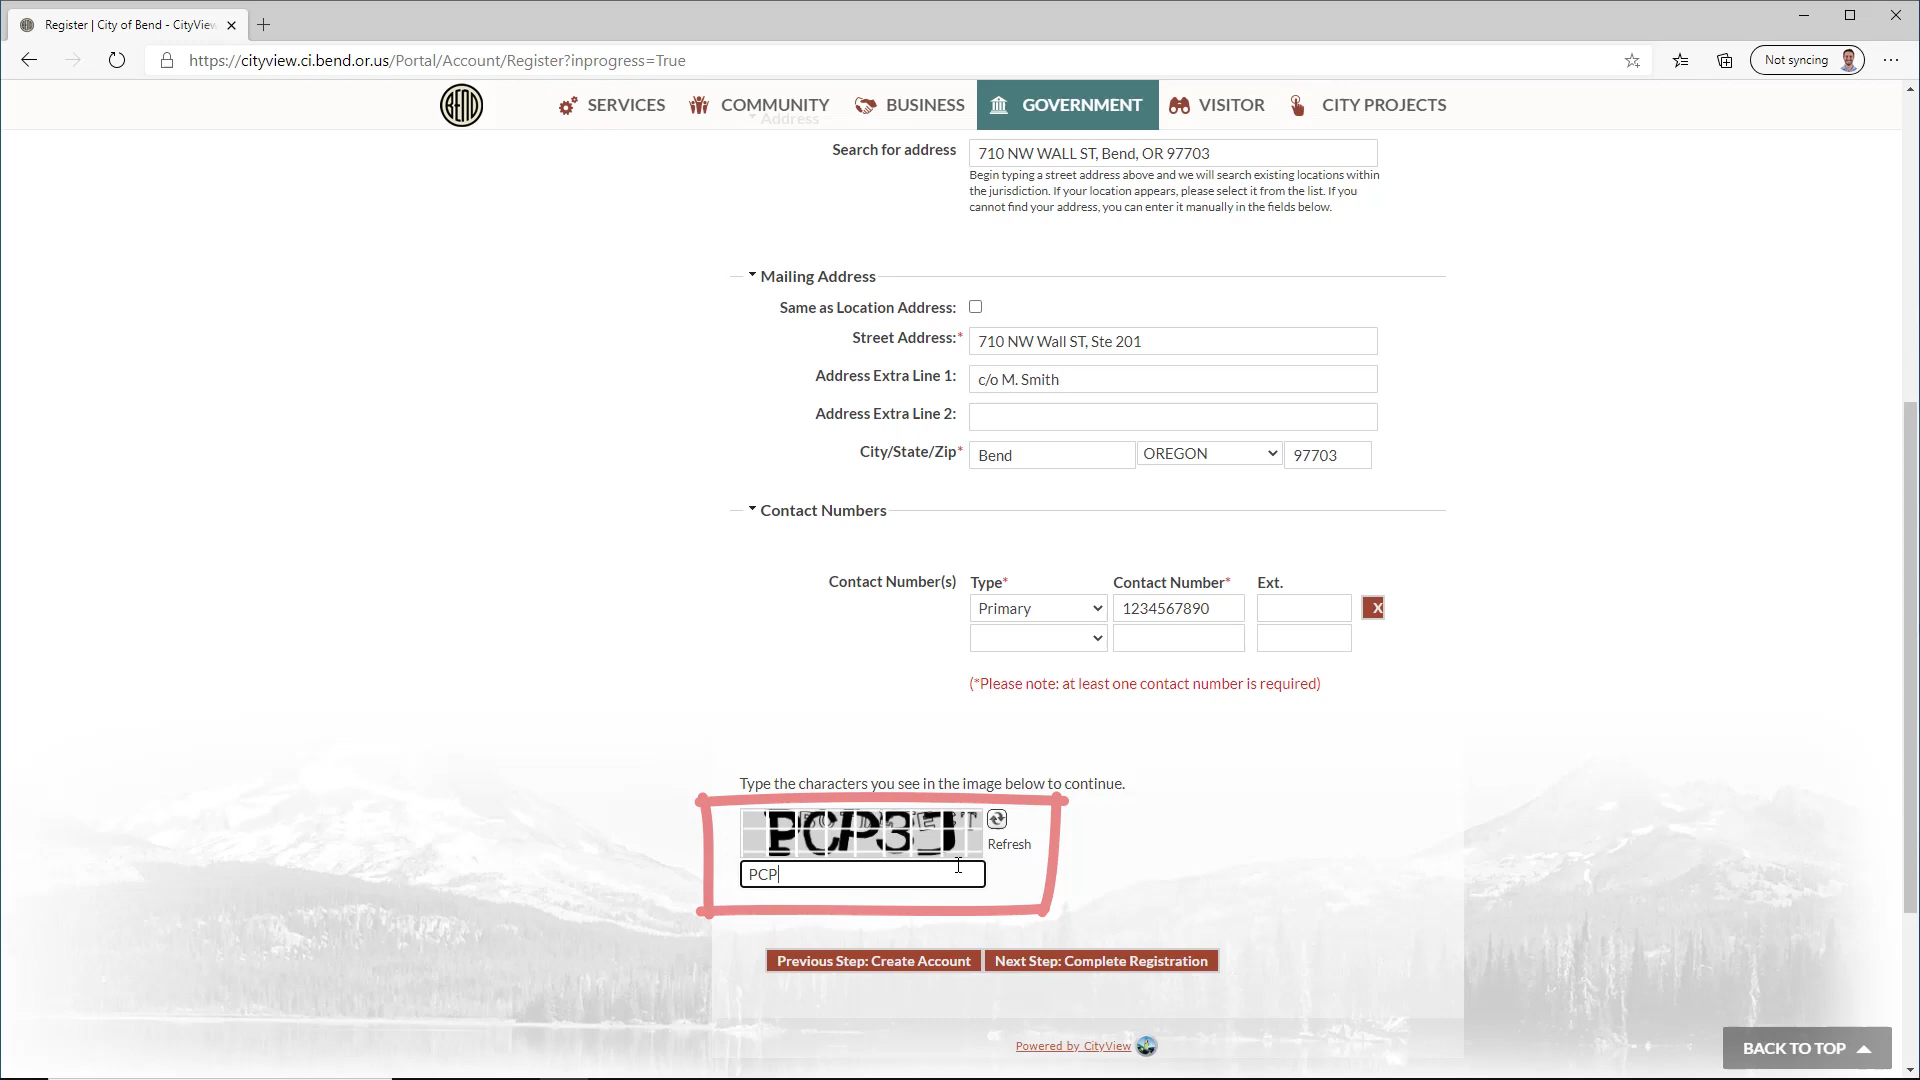 Register | City of Bend - CityView
https://cityview.ci.bend.or.us/Portal/Account/Register?inprogress=True
Not syncing
BEND
SERVICES
COMMUNITY
BUSINESS
GOVERNMENT
VISITOR
CITY PROJECTS
Address
Search for address
710 NW WALL ST, Bend, OR 97703
Begin typing a street address above and we will search existing locations within
the jurisdiction. If your location appears, please select it from the list. If you
cannot find your address, you can enter it manually in the fields below.
Mailing Address
Same as Location Address:
Street Address:*
710 NW Wall ST, Ste 201
Address Extra Line 1:
c/o M. Smith
Address Extra Line 2:
City/State/Zip*
Bend
OREGON
97703
Contact Numbers
Contact Number(s)
Type*
Contact Number*
Ext.
Primary
1234567890
X
(*Please note: at least one contact number is required)
Type the characters you see in the image below to continue.
Refresh
PCP
Previous Step: Create Account
Next Step: Complete Registration
Powered by CityView
BACK TO TOP